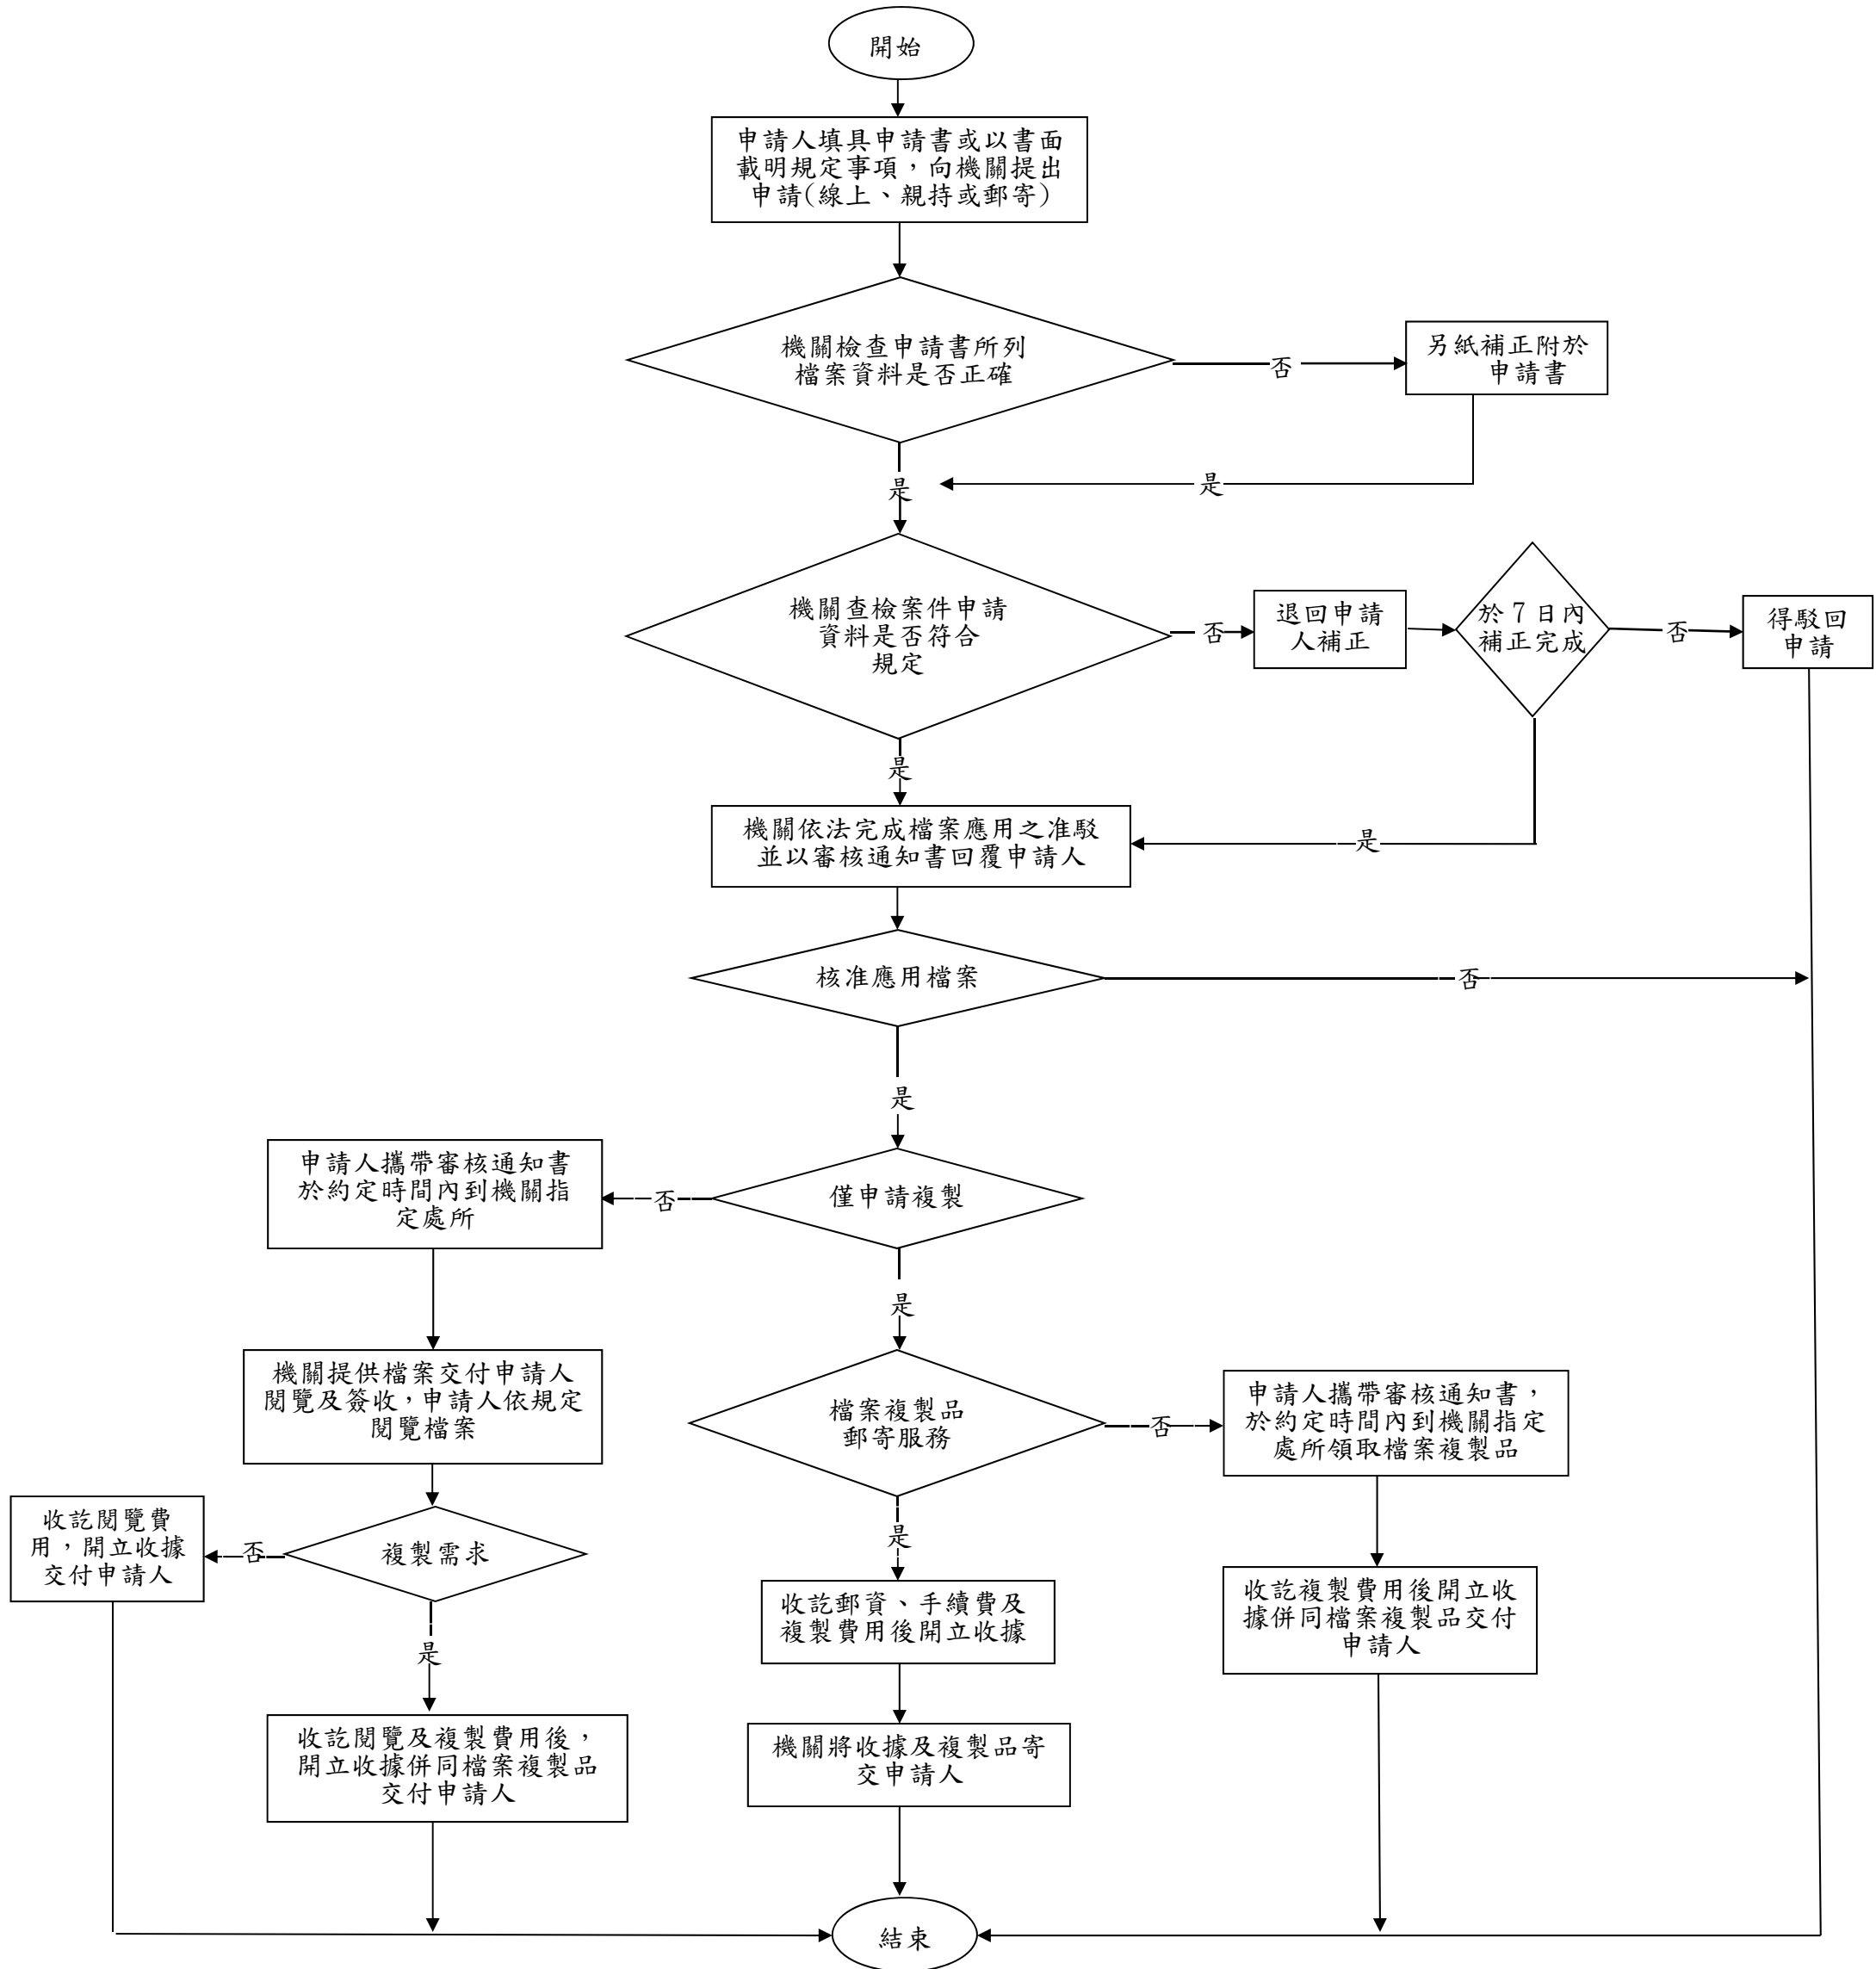 開始
申請人填具申請書或以書面
載明規定事項，向機關提出
申請(線上、親持或郵寄)
機關檢查申請書所列
檔案資料是否正確
否
另紙補正附於
申請書
是
是
機關查檢案件申請
資料是否符合
規定
否
退回申請
人補正
於7日內
補正完成
否
得駁回
申請
是
機關依法完成檔案應用之准駁
並以審核通知書回覆申請人
是
核准應用檔案
否
是
申請人攜帶審核通知書
於約定時間內到機關指
定處所
否
僅申請複製
是
機關提供檔案交付申請人
閱覽及簽收，申請人依規定
閱覽檔案
檔案複製品
郵寄服務
否
申請人攜帶審核通知書，
於約定時間內到機關指定
處所領取檔案複製品
收訖閱覽費
用，開立收據
交付申請人
否
複製需求
是
收訖郵資、手續費及
複製費用後開立收據
收訖複製費用後開立收
據併同檔案複製品交付
申請人
是
收訖閱覽及複製費用後，
開立收據併同檔案複製品
交付申請人
機關將收據及複製品寄
交申請人
結束